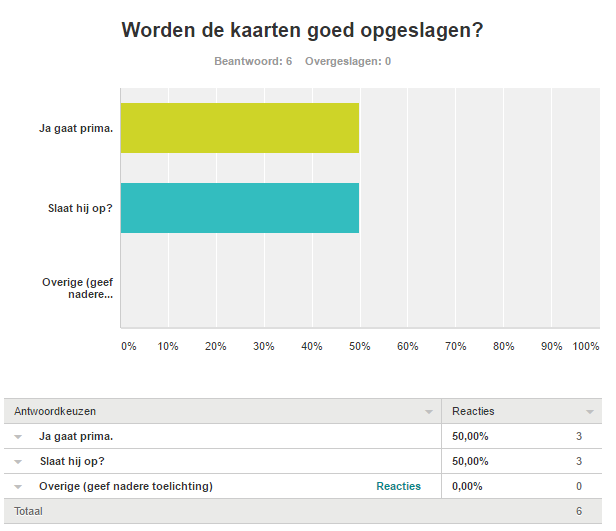 Worden de kaarten goed opgeslagen?
Beantwoord: 6 Overgeslagen: 0
Ja gaat prima.
Slaat hij op?
Overige (geef
nadere...
0% 10% 20% 30% 40% 50% 60% 70% 80% 90% 100%
Antwoordkeuzen Reacties
Ja gaat prima. 50,00% 3
Slaat hij op? 50,00% 3
Overige (geef nadere toelichting) Reacties 0,00% 0
Totaal 6